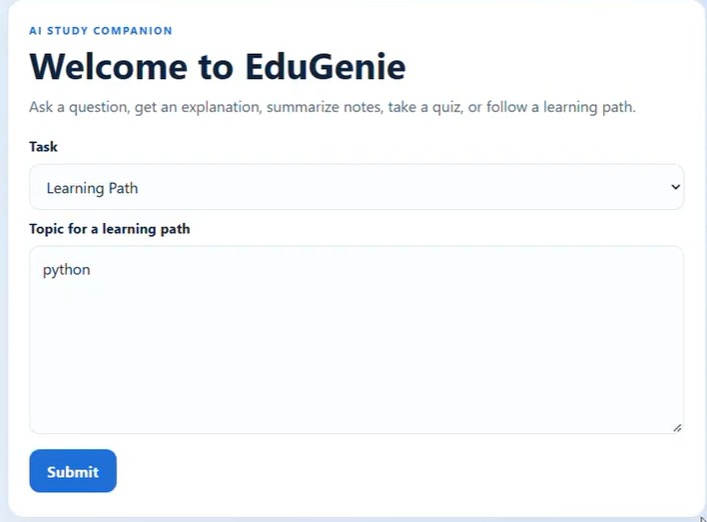 AI STUDY COMPANION
Welcome to EduGenie
Ask a question, get an explanation, summarize notes, take a quiz, or follow a learning path.
Task
Learning Path
Topic for a learning path
python
Submit